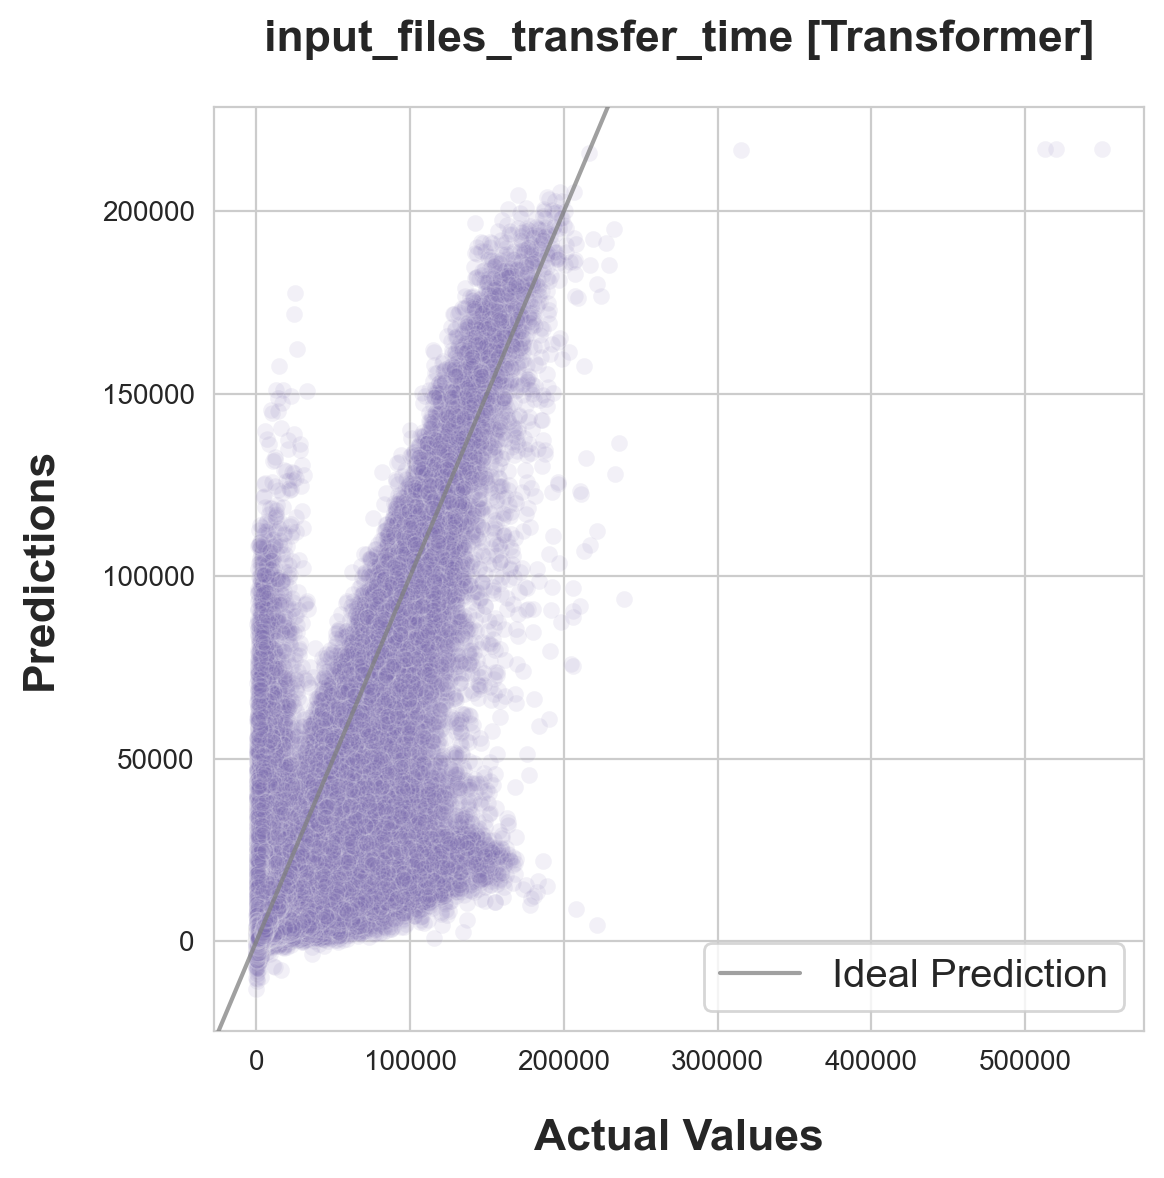 input_files_transfer_time [Transformer]
Predictions
200000
150000
100000
50000
0
Ideal Prediction
0
100000
200000
300000
400000
500000
Actual Values